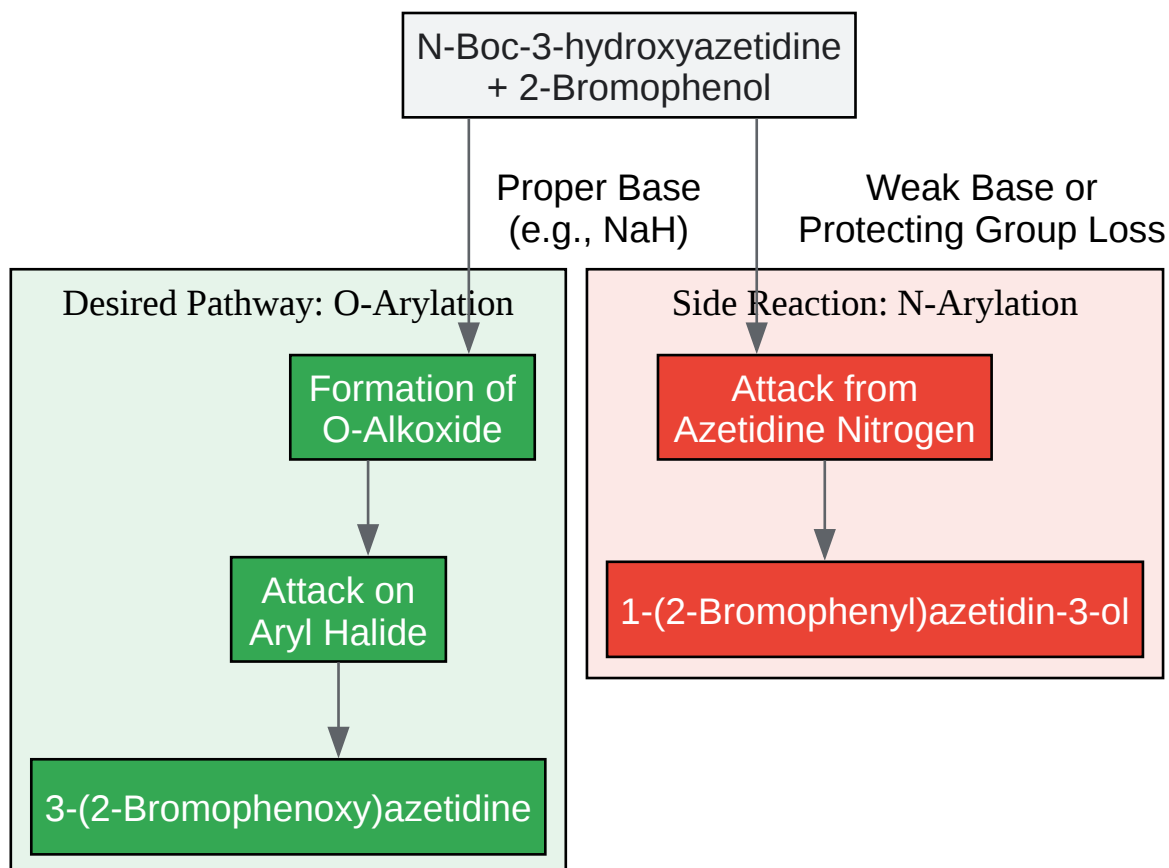 N-Boc-3-hydroxyazetidine
+ 2-Bromophenol
Proper Base
(e.g., NaH)
Weak Base or
Protecting Group Loss
Desired Pathway: O-Arylation
Formation of
O-Alkoxide
Attack on
Aryl Halide
3-(2-Bromophenoxy)azetidine
Side Reaction: N-Arylation
Attack from
Azetidine Nitrogen
1-(2-Bromophenyl)azetidin-3-ol